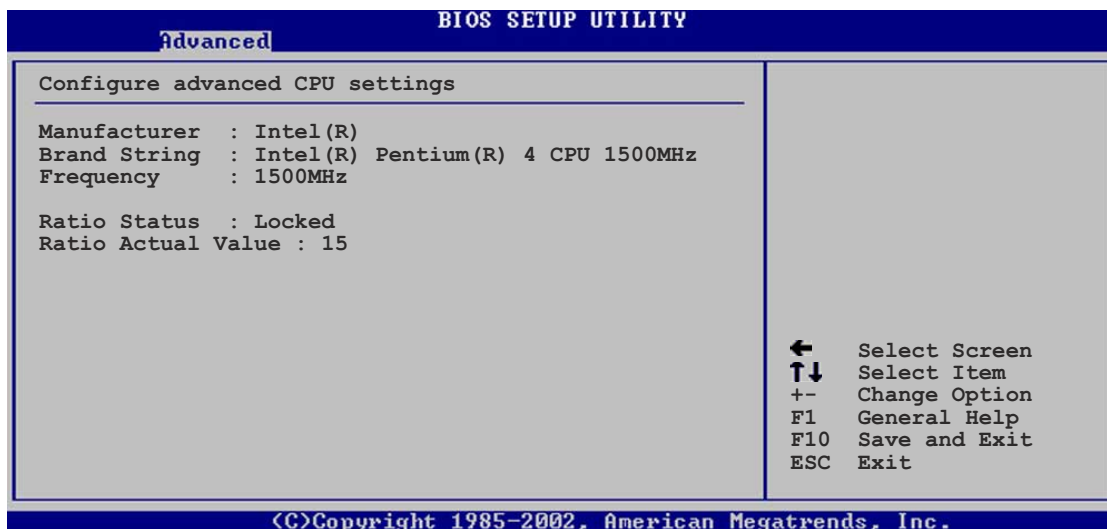 BIOS SETUP UTILITY
Advanced
Configure advanced CPU settings
Manufacturer : Intel(R)
Brand String : Intel(R) Pentium(R) 4 CPU 1500MHz
Frequency : 1500MHz
Ratio Status : Locked
Ratio Actual Value : 15
← Select Screen
↑↓ Select Item
+- Change Option
F1 General Help
F10 Save and Exit
ESC Exit
(C)Copyright 1985-2002, American Megatrends, Inc.